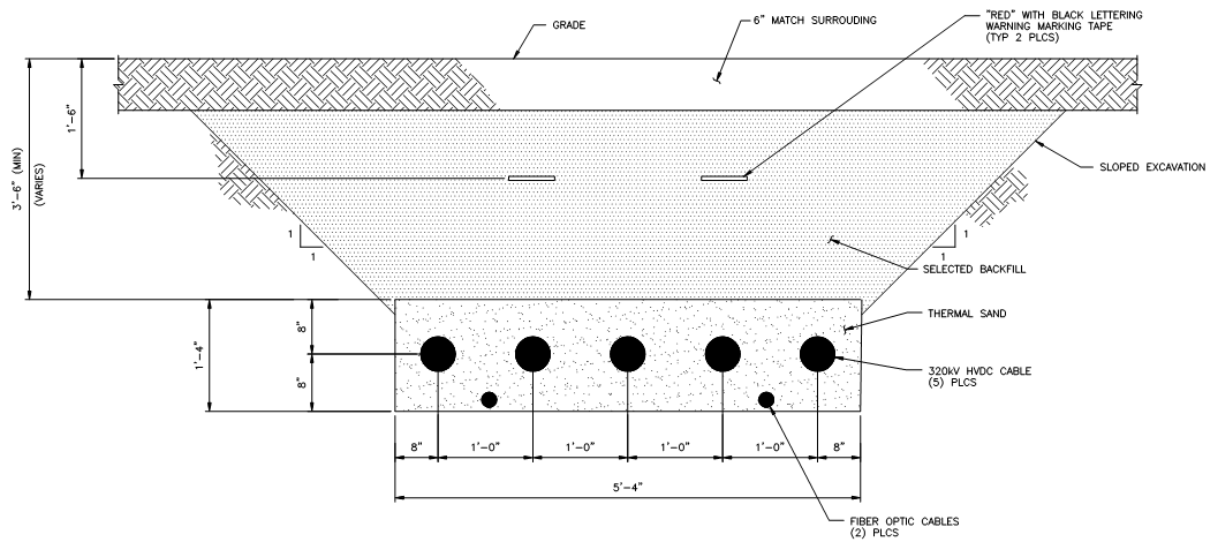 GRADE
6" MATCH SURROUDING
"RED" WITH BLACK LETTERING
WARNING MARKING TAPE
(TYP 2 PLCS)
1'-6"
3'-6" (MIN)
(VARIES)
SLOPED EXCAVATION
1
1
1
1
SELECTED BACKFILL
THERMAL SAND
1'-4"
8"
8"
320kV HVDC CABLE
(5) PLCS
8"
1'-0"
1'-0"
1'-0"
1'-0"
8"
5'-4"
FIBER OPTIC CABLES
(2) PLCS